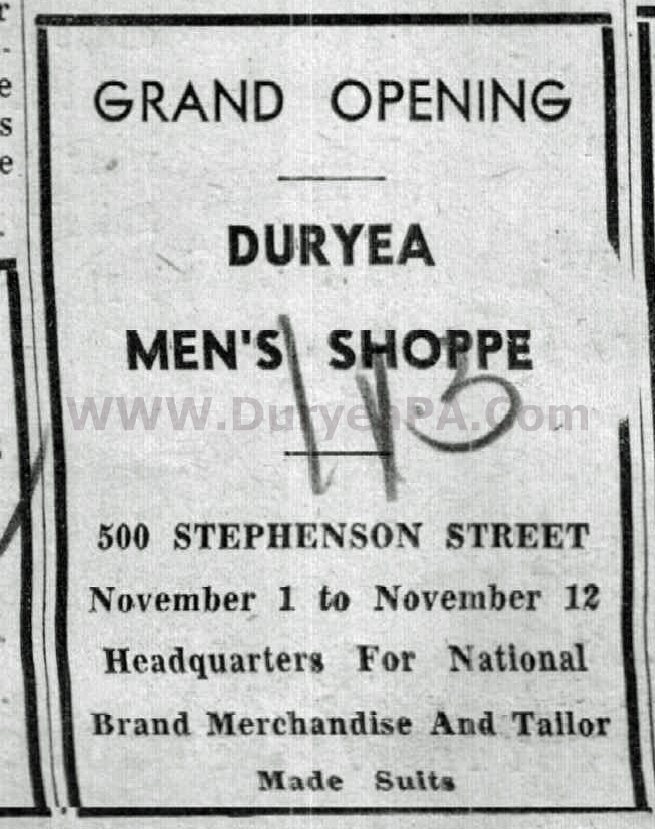 GRAND OPENING
DURYEA
MEN'S SHOPPE
WWW.DuryeaPA.Com
113
500 STEPHENSON STREET
November 1 to November 12
Headquarters For National
Brand Merchandise And Tailor
Made Suits